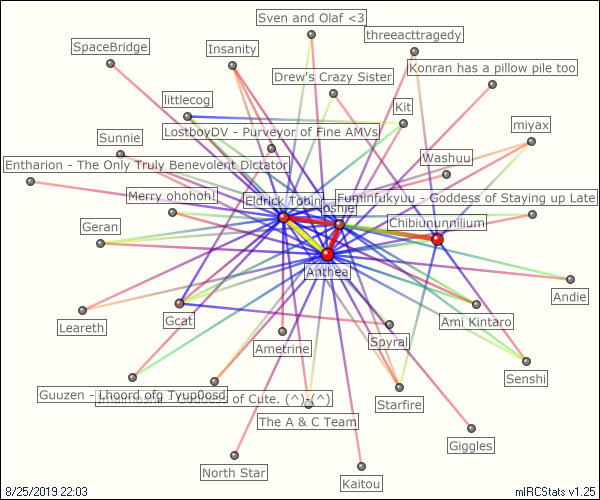 Sven and Olaf <3
threeacttragedy
SpaceBridge
Insanity
Konran has a pillow pile too
Drew's Crazy Sister
littlecog
Kit
miyax
LostboyDV - Purveyor of Fine AMVs
Sunnie
Washuu
Entharion - The Only Truly Benevolent Dictator
Merry ohohoh!
Eldrick Tobin
Fuminfukyuu - Goddess of Staying up Late
Geran
Chibiununnilium
Anthea
Andie
Leareth
Gcat
Ami Kintaro
Ametrine
Spyral
Senshi
Guuzen - Lhoord ofg Tyup0osd
Goddess of Cute. (^)-(^)
Starfire
The A & C Team
Giggles
North Star
Kaitou
8/25/2019 22:03
mIRCStats v1.25